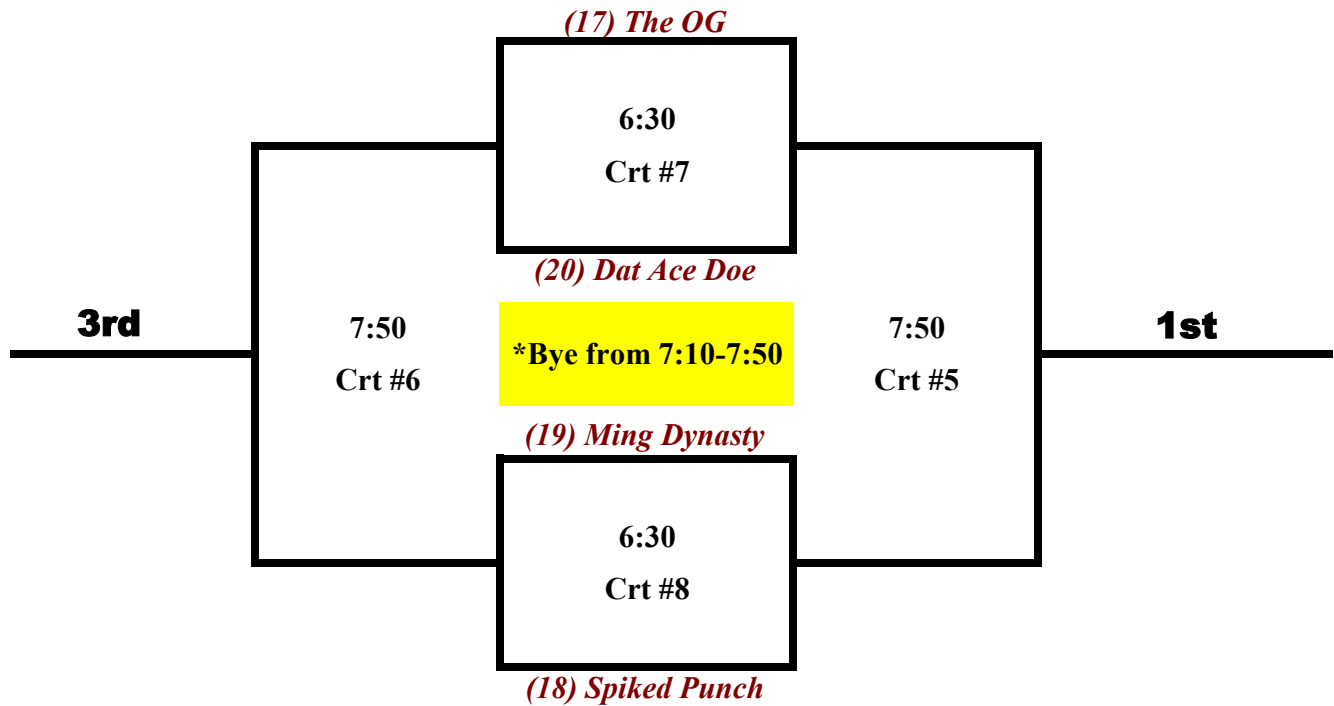 (17) The OG
6:30
Crt #7
(20) Dat Ace Doe
3rd
7:50
Crt #6
*Bye from 7:10-7:50
7:50
Crt #5
1st
(19) Ming Dynasty
6:30
Crt #8
(18) Spiked Punch